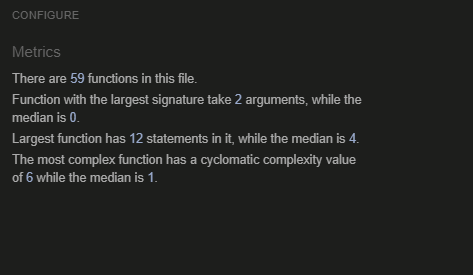 CONFIGURE
Metrics
There are 59 functions in this file.
Function with the largest signature take 2 arguments, while the
median is 0.
Largest function has 12 statements in it, while the median is 4.
The most complex function has a cyclomatic complexity value
of 6 while the median is 1.